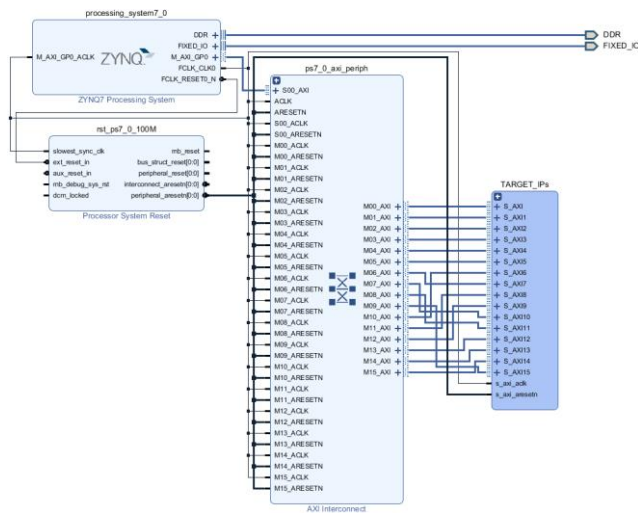 processing_system7_0
DDR
FIXED_IO
M_AXI_GP0_ACLK
M_AXI_GP0
FCLK_CLK0
FCLK_RESET0_N
ZYNQ
ZYNQ7 Processing System
DDR
FIXED_IO
rst_ps7_0_100M
slowest_sync_clk
mb_reset
ext_reset_in
bus_struct_reset[0:0]
aux_reset_in
peripheral_reset[0:0]
mb_debug_sys_rst
interconnect_aresetn[0:0]
dcm_locked
peripheral_aresetn[0:0]
Processor System Reset
ps7_0_axi_periph
S00_AXI
ACLK
ARESETN
S00_ACLK
S00_ARESETN
M00_ACLK
M00_ARESETN
M01_ACLK
M01_ARESETN
M02_ACLK
M02_ARESETN
M03_ACLK
M03_ARESETN
M04_ACLK
M04_ARESETN
M05_ACLK
M05_ARESETN
M06_ACLK
M06_ARESETN
M07_ACLK
M07_ARESETN
M08_ACLK
M08_ARESETN
M09_ACLK
M09_ARESETN
M10_ACLK
M10_ARESETN
M11_ACLK
M11_ARESETN
M12_ACLK
M12_ARESETN
M13_ACLK
M13_ARESETN
M14_ACLK
M14_ARESETN
M15_ACLK
M15_ARESETN
M00_AXI
M01_AXI
M02_AXI
M03_AXI
M04_AXI
M05_AXI
M06_AXI
M07_AXI
M08_AXI
M09_AXI
M10_AXI
M11_AXI
M12_AXI
M13_AXI
M14_AXI
M15_AXI
AXI Interconnect
TARGET_IPs
S_AXI
S_AXI1
S_AXI2
S_AXI3
S_AXI4
S_AXI5
S_AXI6
S_AXI7
S_AXI8
S_AXI9
S_AXI10
S_AXI11
S_AXI12
S_AXI13
S_AXI14
S_AXI15
s_axi_aclk
s_axi_aresetn